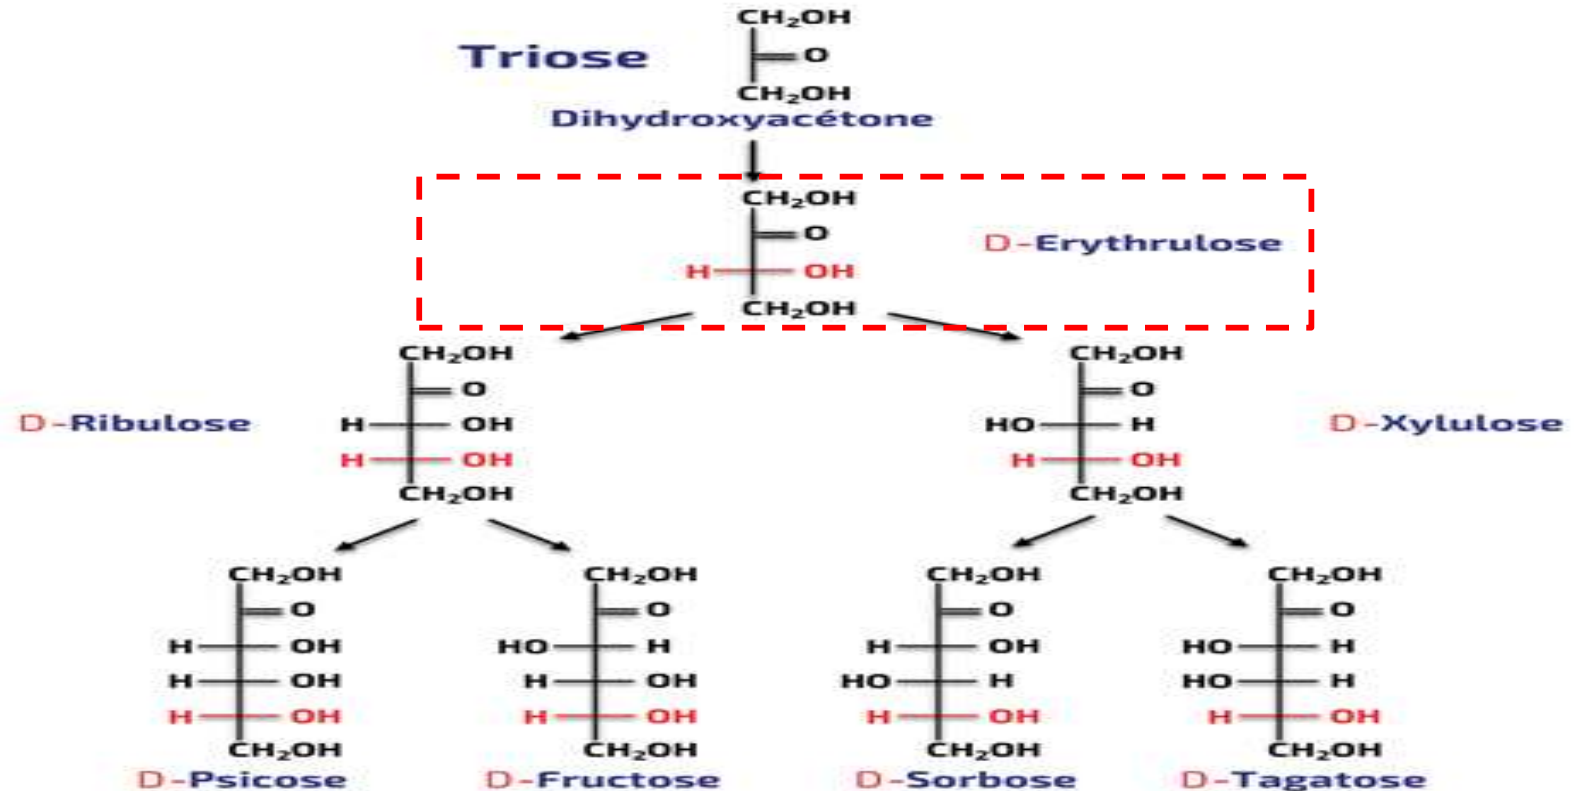 CH₂OH
Triose
O
CH₂OH
Dihydroxyacétone
CH₂OH
O
D-Erythrulose
H OH
CH₂OH
CH₂OH CH₂OH
O O
D-Ribulose H OH HO H D-Xylulose
H OH H OH
CH₂OH CH₂OH
CH₂OH CH₂OH CH₂OH CH₂OH
O O O O
H OH HO H H OH HO H
H OH H OH HO H HO H
H OH H OH H OH H OH
CH₂OH CH₂OH CH₂OH CH₂OH
D-Psicose D-Fructose D-Sorbose D-Tagatose